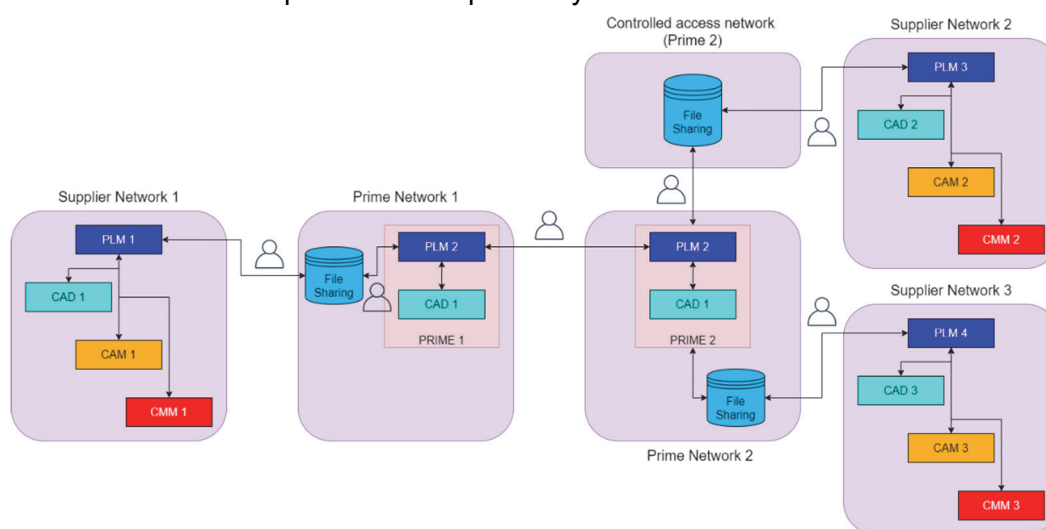 Controlled access network
(Prime 2)
Supplier Network 2
File
Sharing
PLM 3
CAD 2
CAM 2
CMM 2
Supplier Network 1
PLM 1
CAD 1
CAM 1
CMM 1
Prime Network 1
File
Sharing
PLM 2
CAD 1
PRIME 1
PLM 2
CAD 1
PRIME 2
File
Sharing
Prime Network 2
Supplier Network 3
PLM 4
CAD 3
CAM 3
CMM 3